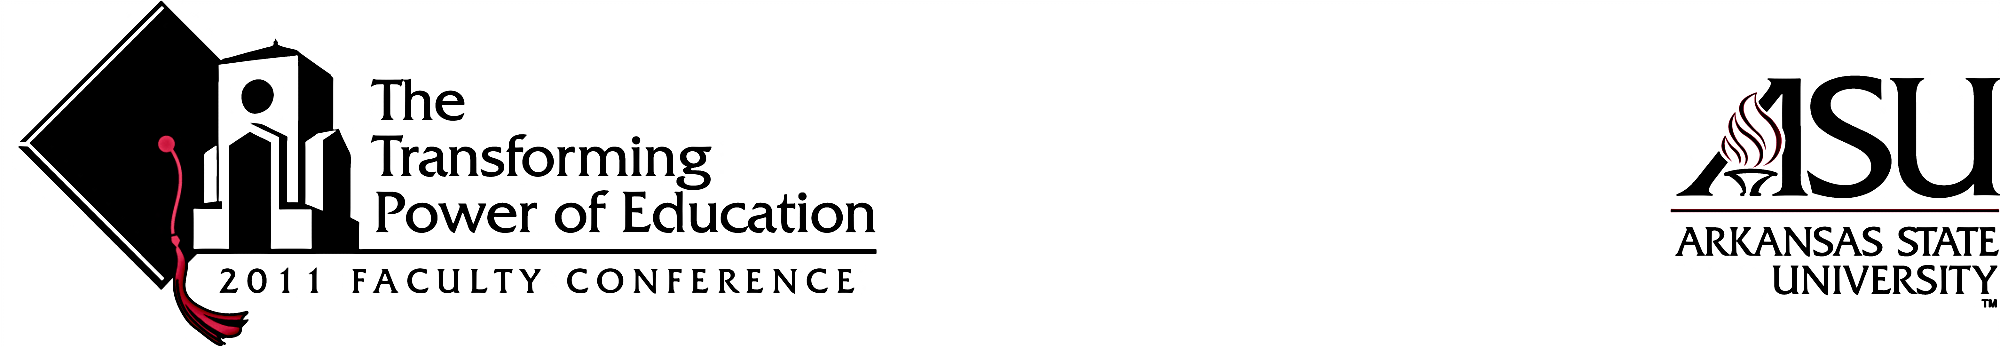 The
Transforming
Power of Education
2011 FACULTY CONFERENCE
ASU
ARKANSAS STATE
UNIVERSITY
TM